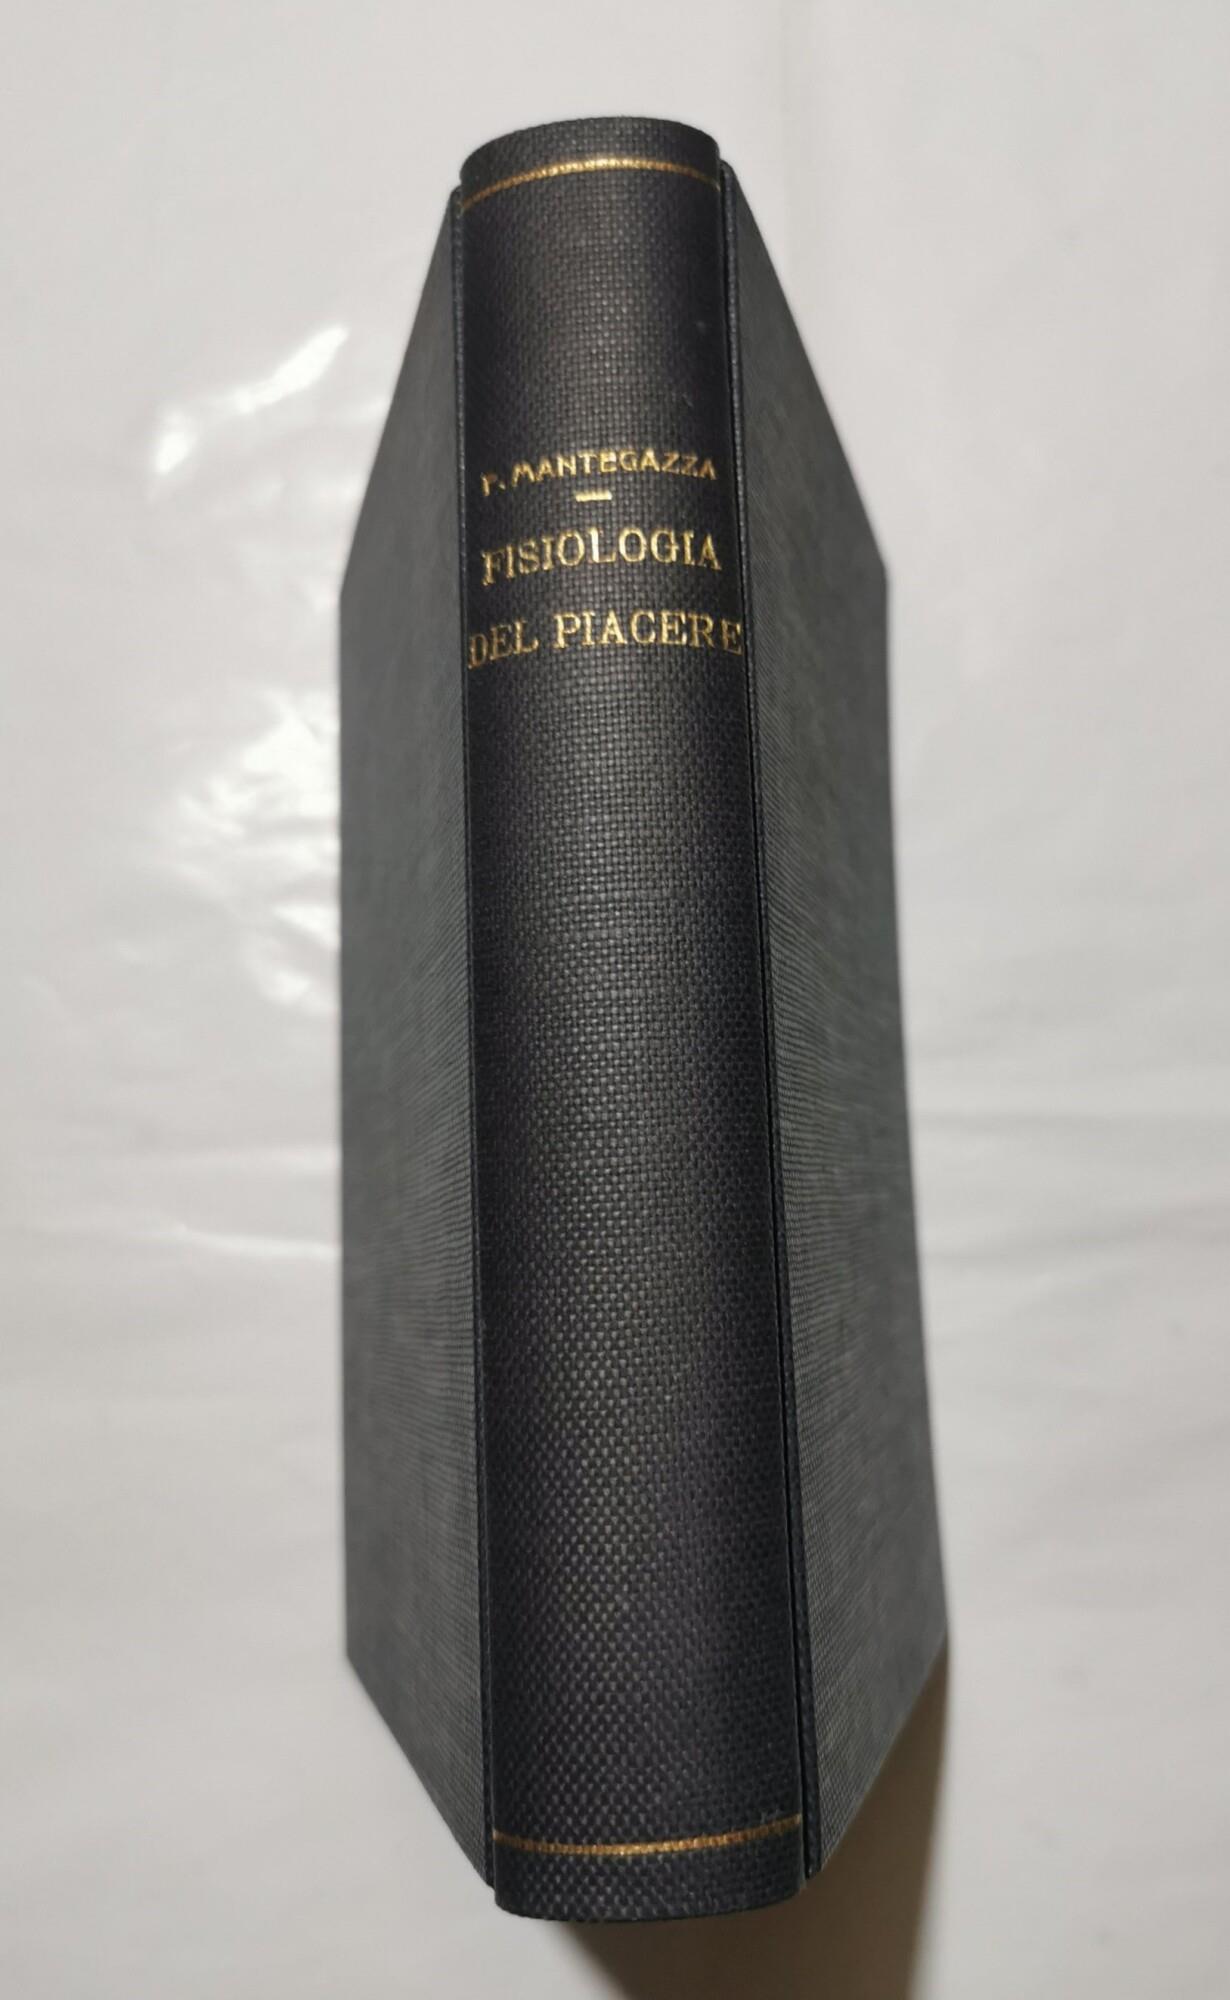 P. MANTEGAZZA
FISIOLOGIA
DEL PIACERE